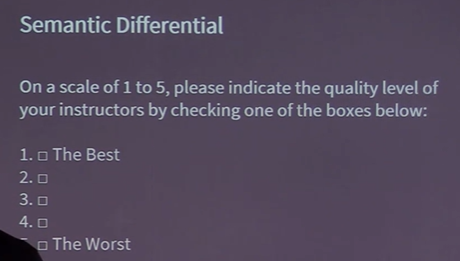 Semantic Differential
On a scale of 1 to 5, please indicate the quality level of
your instructors by checking one of the boxes below:
1. □ The Best
2. □
3. □
4. □
□ The Worst